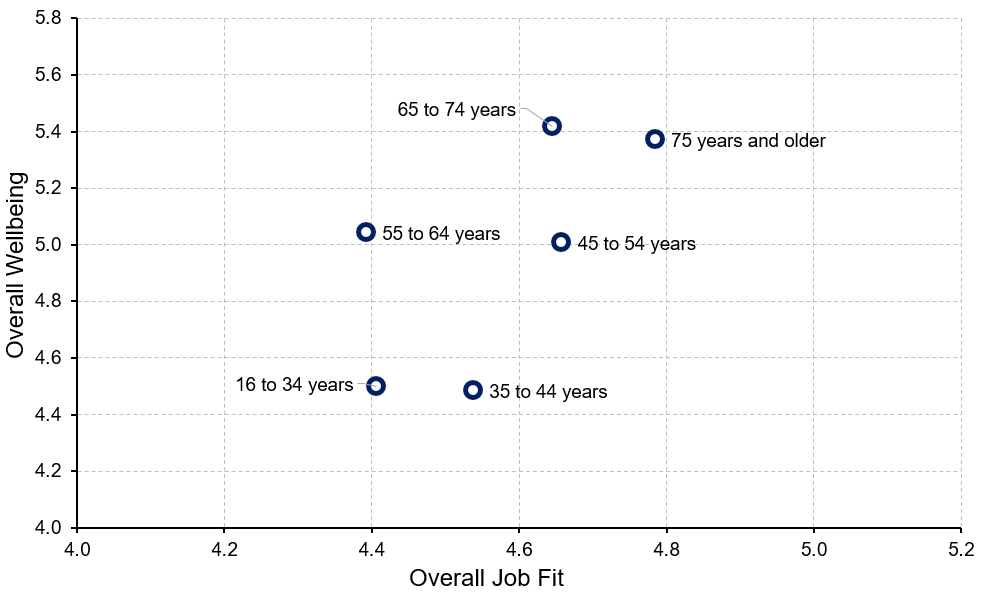 5.8
5.6
65 to 74 years
5.4
75 years and older
5.2
55 to 64 years
5.0
45 to 54 years
4.8
4.6
16 to 34 years
35 to 44 years
4.4
4.2
4.0
Overall Wellbeing
4.0 4.2 4.4 4.6 4.8 5.0 5.2
Overall Job Fit